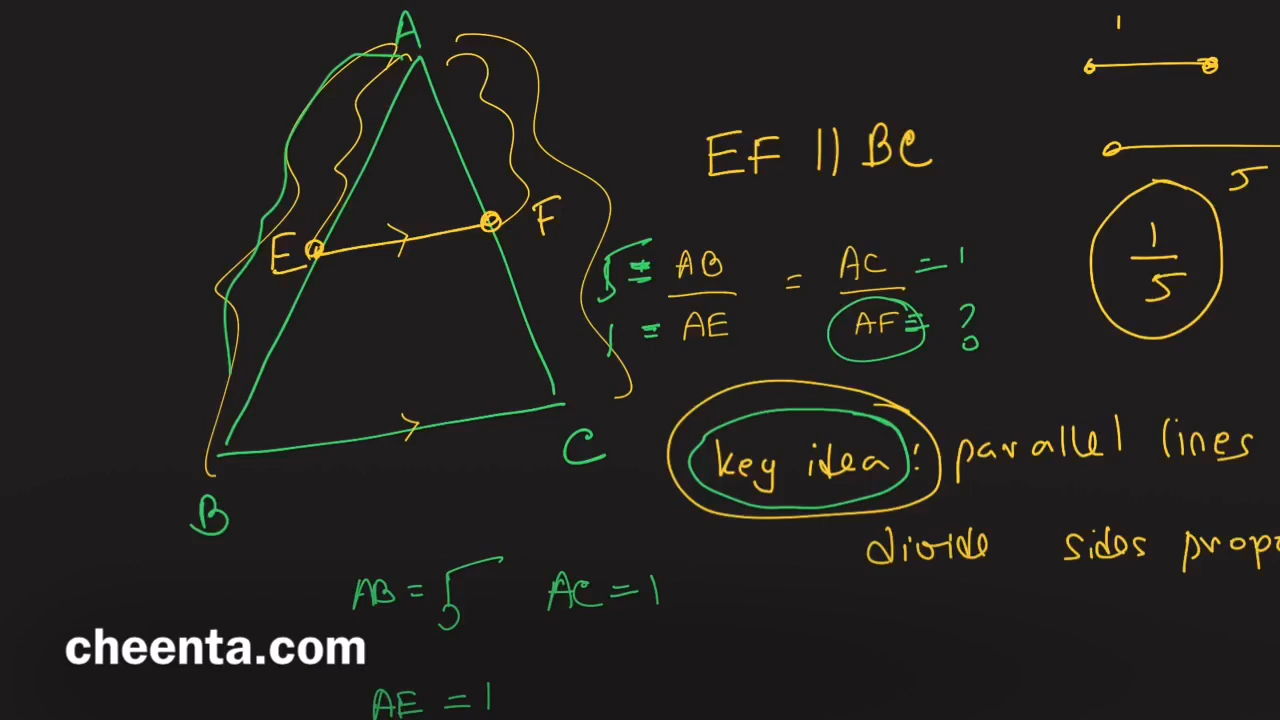 A
1
EF || BC
5
E
F
5 = AB = AC = 1
1 = AE AF = ?
1
5
C
key idea : parallel lines
B
divide sides prop
AB = 5 AC = 1
cheenta.com
AE = 1